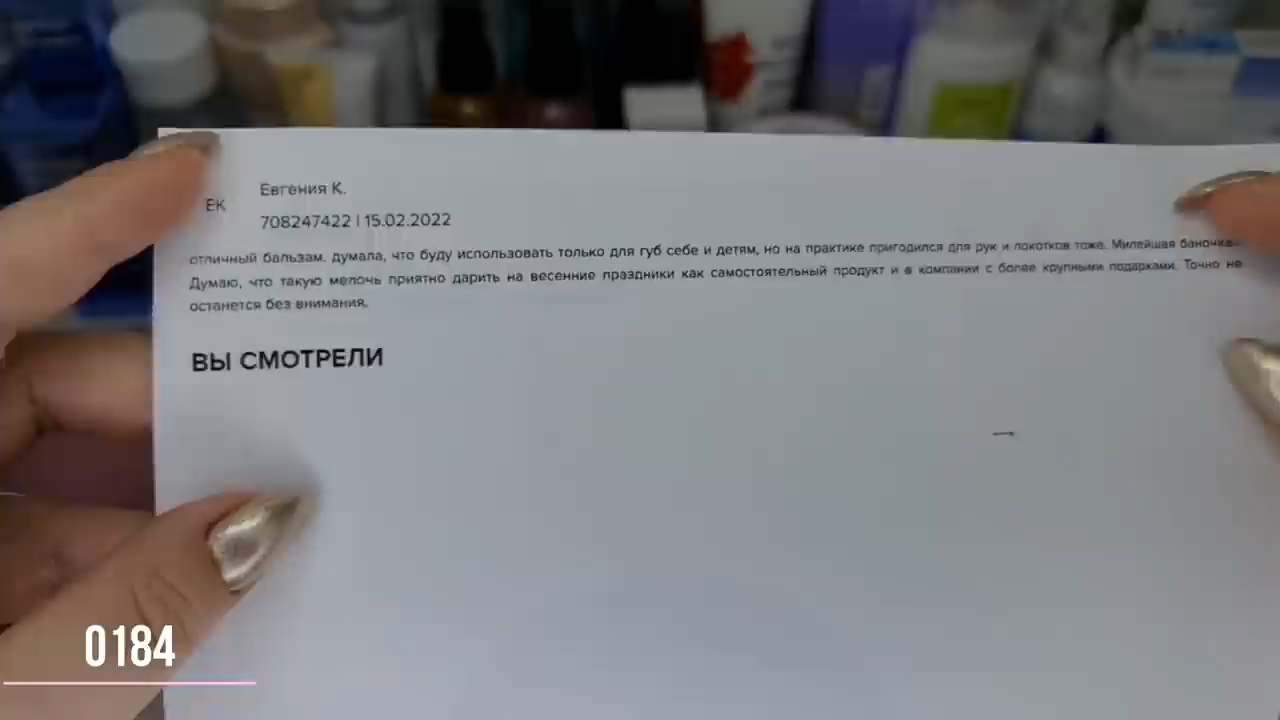 ЕК
Евгения К.
708247422 | 15.02.2022
отличный бальзам. думала, что буду использовать только для губ себе и детям, но на практике пригодился для рук и локотков тоже. Милейшая баночка.
Думаю, что такую мелочь приятно дарить на весенние праздники как самостоятельный продукт и в компании с более крупными подарками. Точно не
останется без внимания.
ВЫ СМОТРЕЛИ
0184